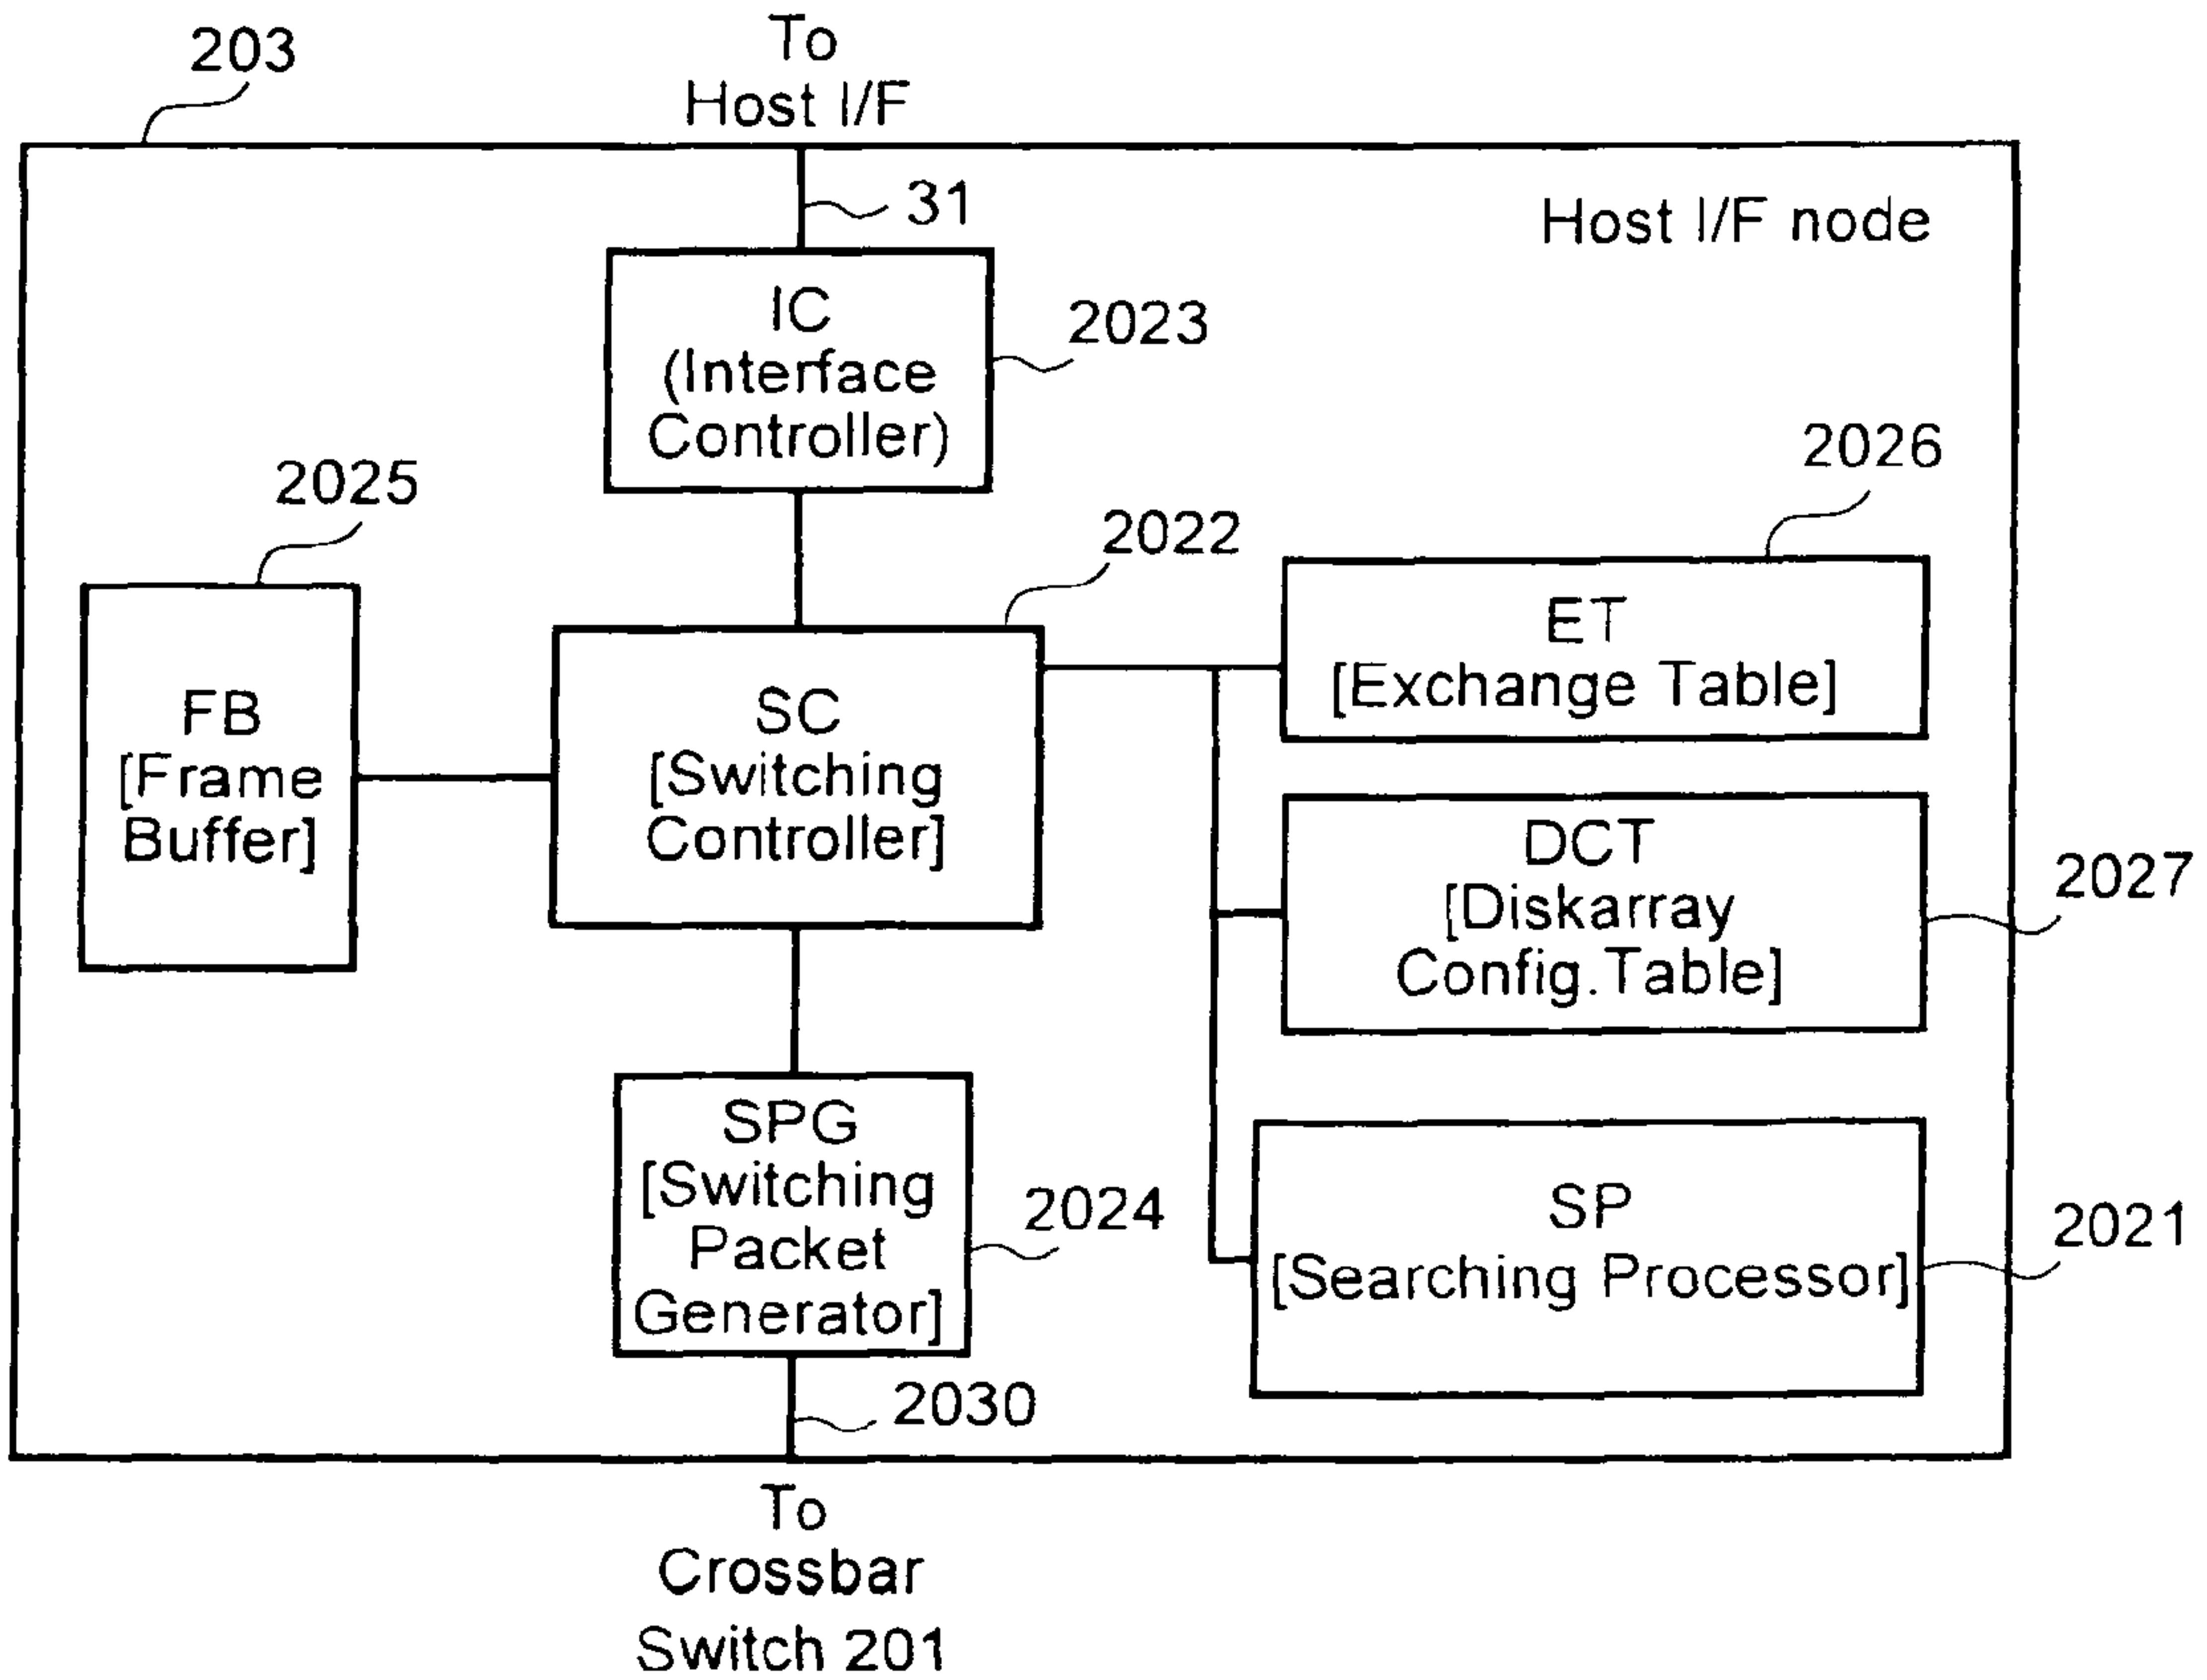 203
To
Host I/F
31
Host I/F node
IC
(Interface
Controller)
2023
2025
2022
2026
FB
[Frame
Buffer]
SC
[Switching
Controller]
ET
[Exchange Table]
DCT
[Diskarray
Config.Table]
2027
SPG
[Switching
Packet
Generator]
2024
SP
[Searching Processor]
2021
2030
To
Crossbar
Switch 201